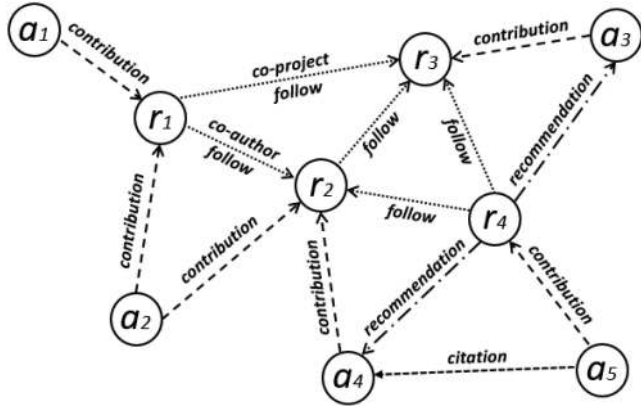 a1
contribution
a3
co-project
follow
r3
contribution
r1
co-author
follow
follow
follow
recommendation
contribution
r2
follow
r4
contribution
contribution
recommendation
contribution
a2
a4
citation
a5